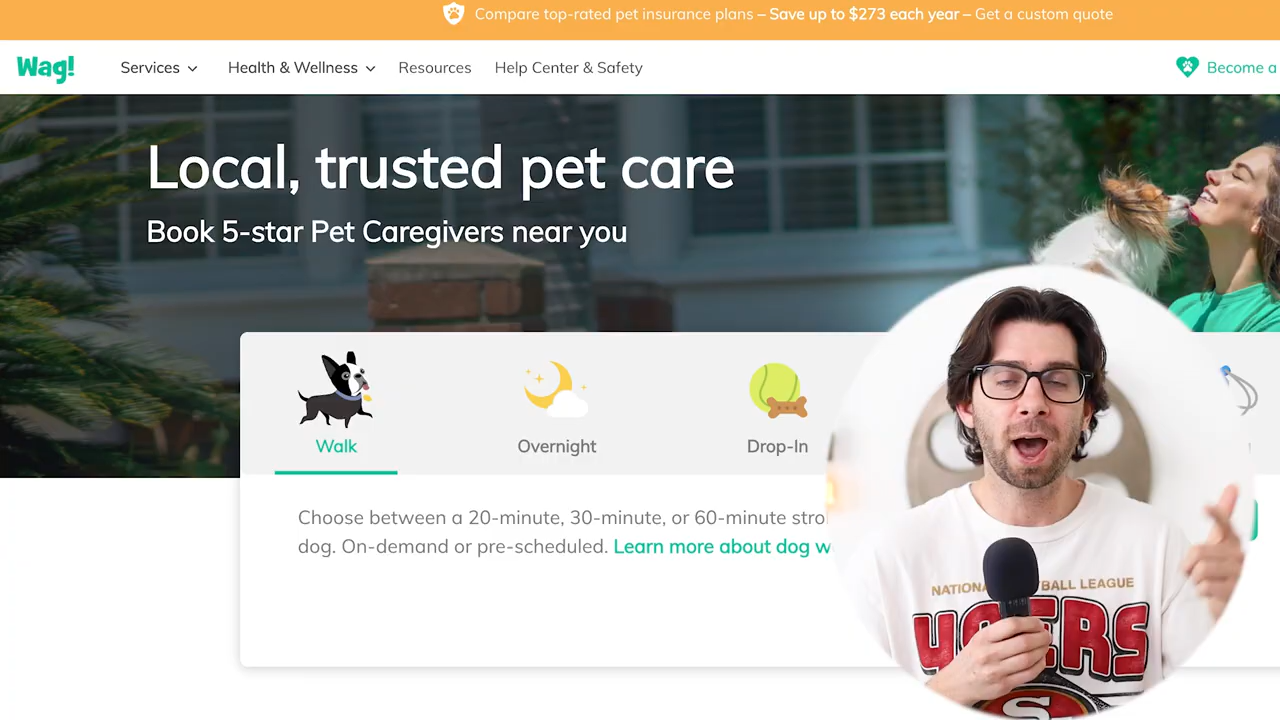 Compare top-rated pet insurance plans – Save up to $273 each year – Get a custom quote
Wag!
Services
Health & Wellness
Resources
Help Center & Safety
Become a
Local, trusted pet care
Book 5-star Pet Caregivers near you
Walk
Overnight
Drop-In
Choose between a 20-minute, 30-minute, or 60-minute
dog. On-demand or pre-scheduled. Learn more about dog
NATIONAL FOOTBALL LEAGUE
49ERS
SF